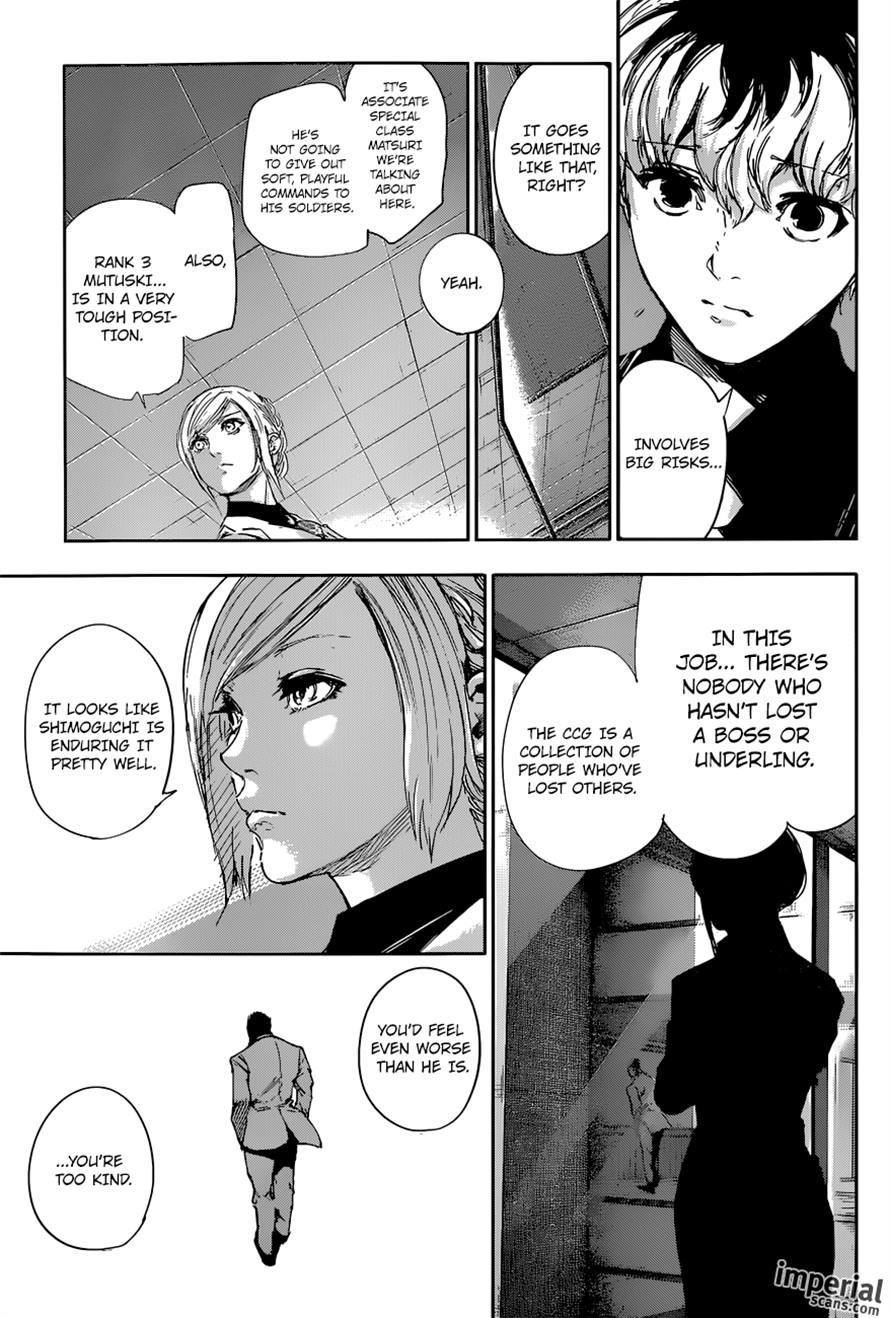 INVOLVES
BIG RISKS...
IT GOES
SOMETHING
LIKE THAT,
RIGHT?
YEAH.
IT'S
ASSOCIATE
SPECIAL
CLASS
MATSURI
WE'RE
TALKING
ABOUT
HERE.
HE'S
NOT GOING
TO GIVE OUT
SOFT, PLAYFUL
COMMANDS TO
HIS SOLDIERS.
ALSO,
RANK 3
MUTUSKI...
IS IN A VERY
TOUGH POSI-
TION.
IN THIS
JOB... THERE'S
NOBODY WHO
HASN'T LOST
A BOSS OR
UNDERLING.
THE CCG IS A
COLLECTION OF
PEOPLE WHO'VE
LOST OTHERS.
IT LOOKS LIKE
SHIMOGUCHI IS
ENDURING IT
PRETTY WELL.
YOU'D FEEL
EVEN WORSE
THAN HE IS.
...YOU'RE
TOO KIND.
imperial
scans.com